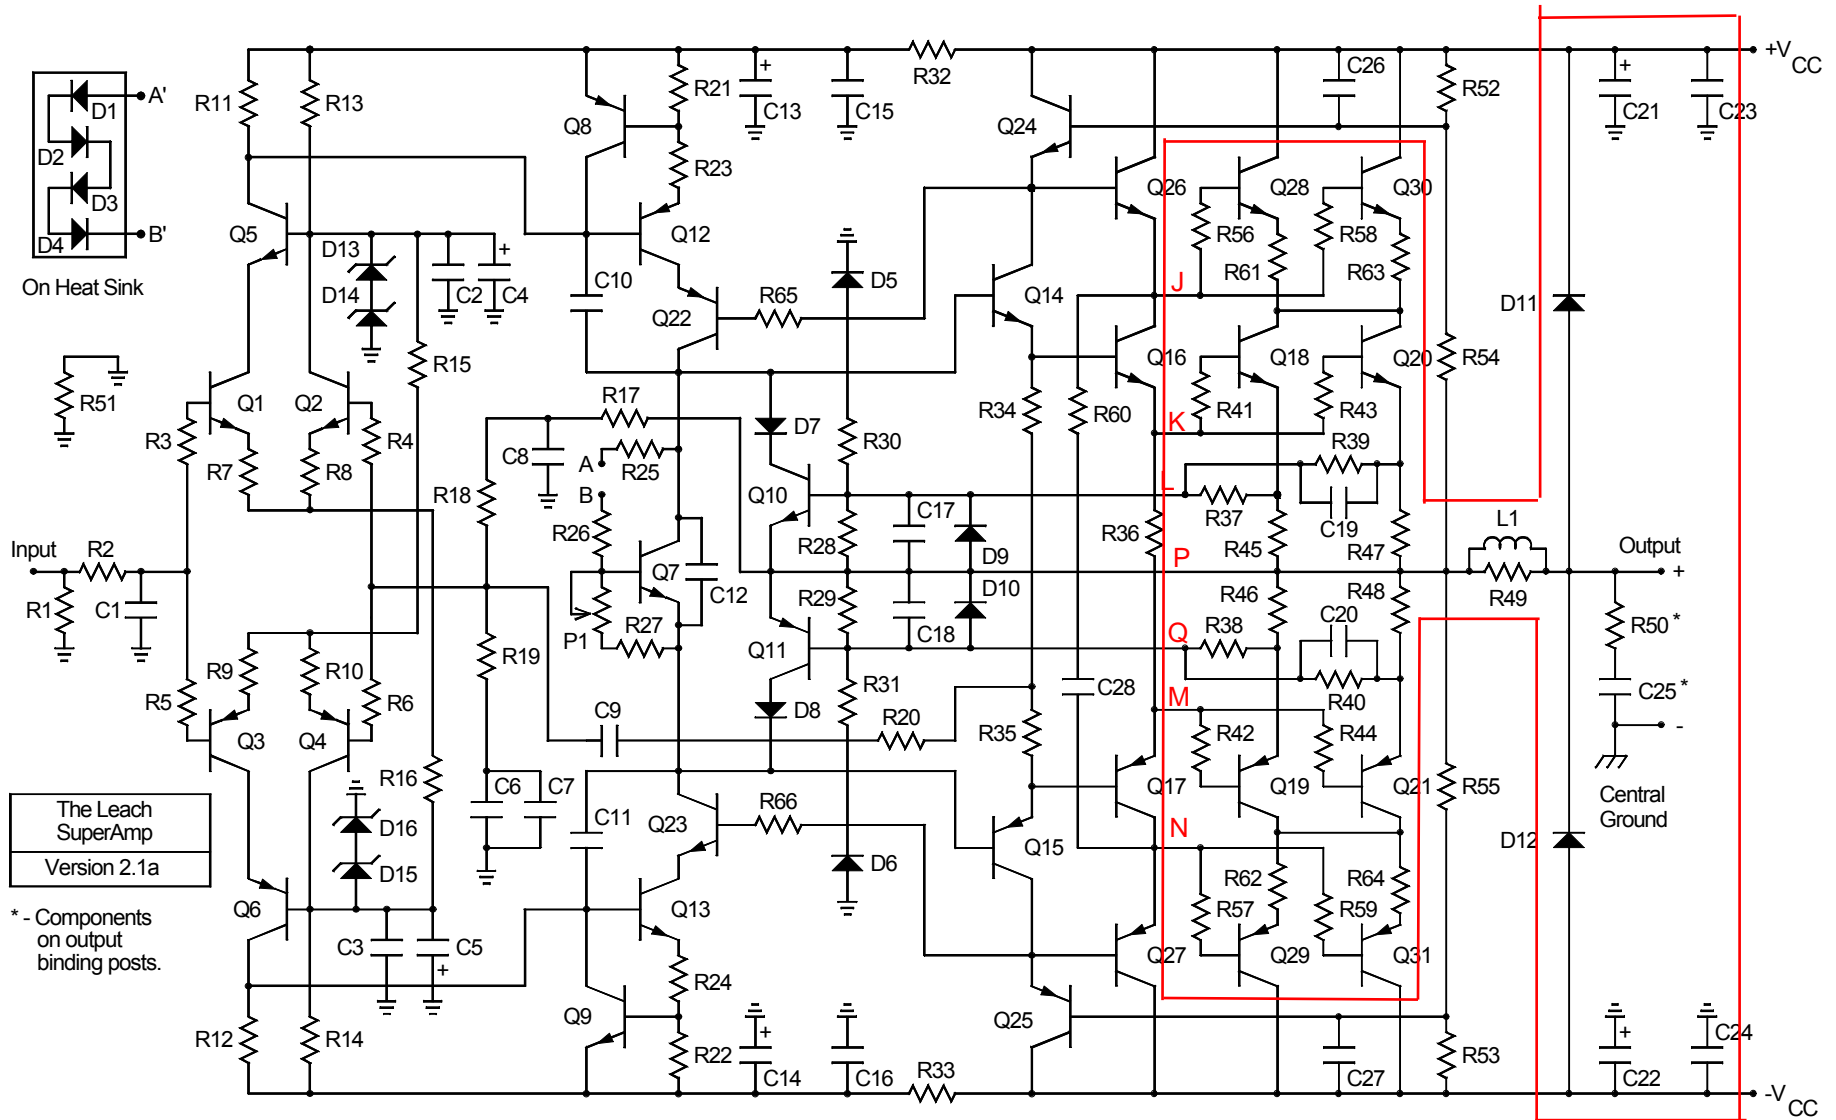 +V CC
R11
R13
R21
R32
C26
R52
D1
A'
Q8
C13
C15
Q24
C21
C23
D2
R23
D3
Q26
Q28
Q30
D4
B'
Q5
Q12
R56
R58
D13
R61
R63
On Heat Sink
D14
C2
C4
C10
R65
D5
J
D11
Q22
Q14
R15
Q16
Q18
Q20
R54
R51
Q1
Q2
R17
R34
R60
R41
R43
R3
R4
D7
R30
K
R39
R7
R8
C8
A
R25
R18
B
Q10
L
R37
C19
L1
Input
R2
R26
R28
C17
D9
R36
R45
R47
Output
P
+
R1
C1
Q7
C12
R29
D10
R46
R48
R49
P1
R27
C18
Q
R38
C20
R50 *
R9
R10
R19
Q11
R5
R6
R31
C28
M
R40
C25 *
-
C9
D8
R20
R35
R42
R44
Q3
Q4
R16
Q17
Q19
Q21
R55
Central
Ground
The Leach
SuperAmp
Version 2.1a
C6
C7
C11
Q23
R66
D16
N
D15
Q15
D6
D12
R62
R64
* - Components
on output
binding posts.
Q6
Q13
R57
R59
C3
C5
+
Q27
Q29
Q31
R24
Q9
Q25
R12
R14
R22
+
C14
C16
R33
C27
R53
+
C22
C24
-V CC